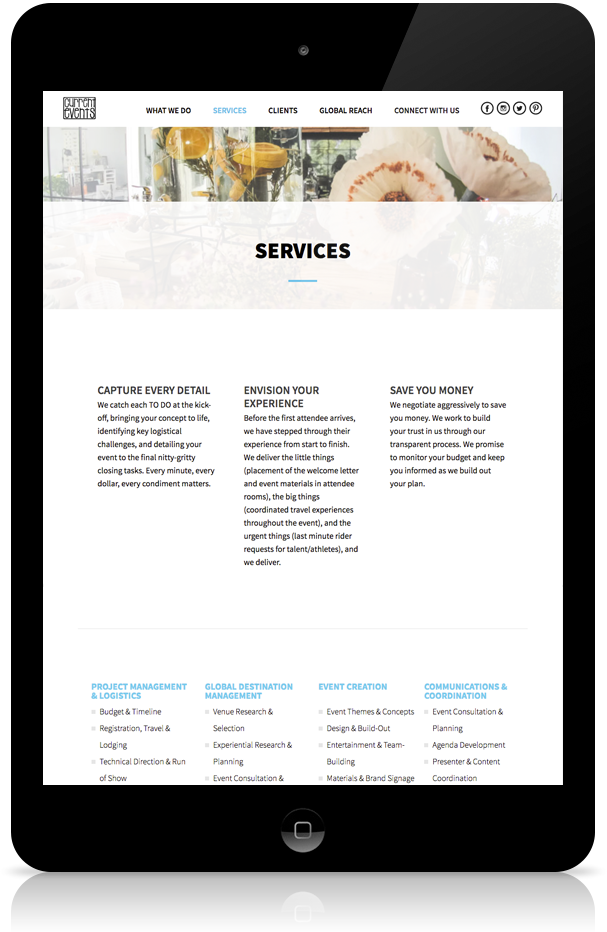 current
events
WHAT WE DO
SERVICES
CLIENTS
GLOBAL REACH
CONNECT WITH US
SERVICES
CAPTURE EVERY DETAIL
We catch each TO DO at the kick-
off, bringing your concept to life,
identifying key logistical
challenges, and detailing your
event to the final nitty-gritty
closing tasks. Every minute, every
dollar, every condiment matters.
ENVISION YOUR
EXPERIENCE
Before the first attendee arrives,
we have stepped through their
experience from start to finish.
We deliver the little things
(placement of the welcome letter
and event materials in attendee
rooms), the big things
(coordinated travel experiences
throughout the event), and the
urgent things (last minute rider
requests for talent/athletes), and
we deliver.
SAVE YOU MONEY
We negotiate aggressively to save
you money. We work to build
your trust in us through our
transparent process. We promise
to monitor your budget and keep
you informed as we build out
your plan.
PROJECT MANAGEMENT
& LOGISTICS
Budget & Timeline
Registration, Travel &
Lodging
Technical Direction & Run
of Show
GLOBAL DESTINATION
MANAGEMENT
Venue Research &
Selection
Experiential Research &
Planning
Event Consultation &
EVENT CREATION
Event Themes & Concepts
Design & Build-Out
Entertainment & Team-
Building
Materials & Brand Signage
COMMUNICATIONS &
COORDINATION
Event Consultation &
Planning
Agenda Development
Presenter & Content
Coordination